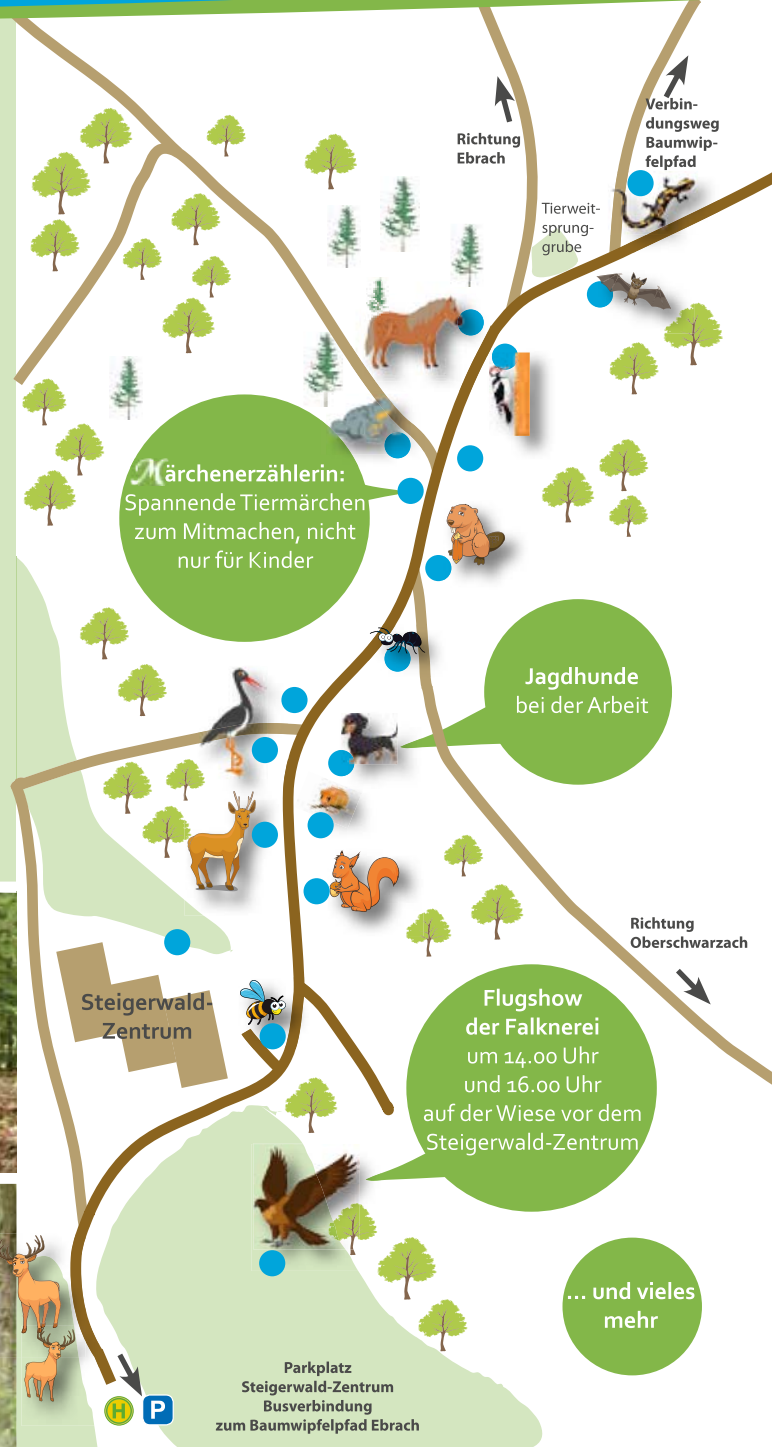 Richtung
Ebrach
Verbin-
dungsweg
Baumwip-
felpfad
Tierweit-
sprung-
grube
Märchenerzählerin:
Spannende Tiermärchen
zum Mitmachen, nicht
nur für Kinder
Jagdhunde
bei der Arbeit
Richtung
Oberschwarzach
Steigerwald-
Zentrum
Flugshow
der Falknerei
um 14.00 Uhr
und 16.00 Uhr
auf der Wiese vor dem
Steigerwald-Zentrum
... und vieles
mehr
Parkplatz
Steigerwald-Zentrum
Busverbindung
zum Baumwipfelpfad Ebrach
H P